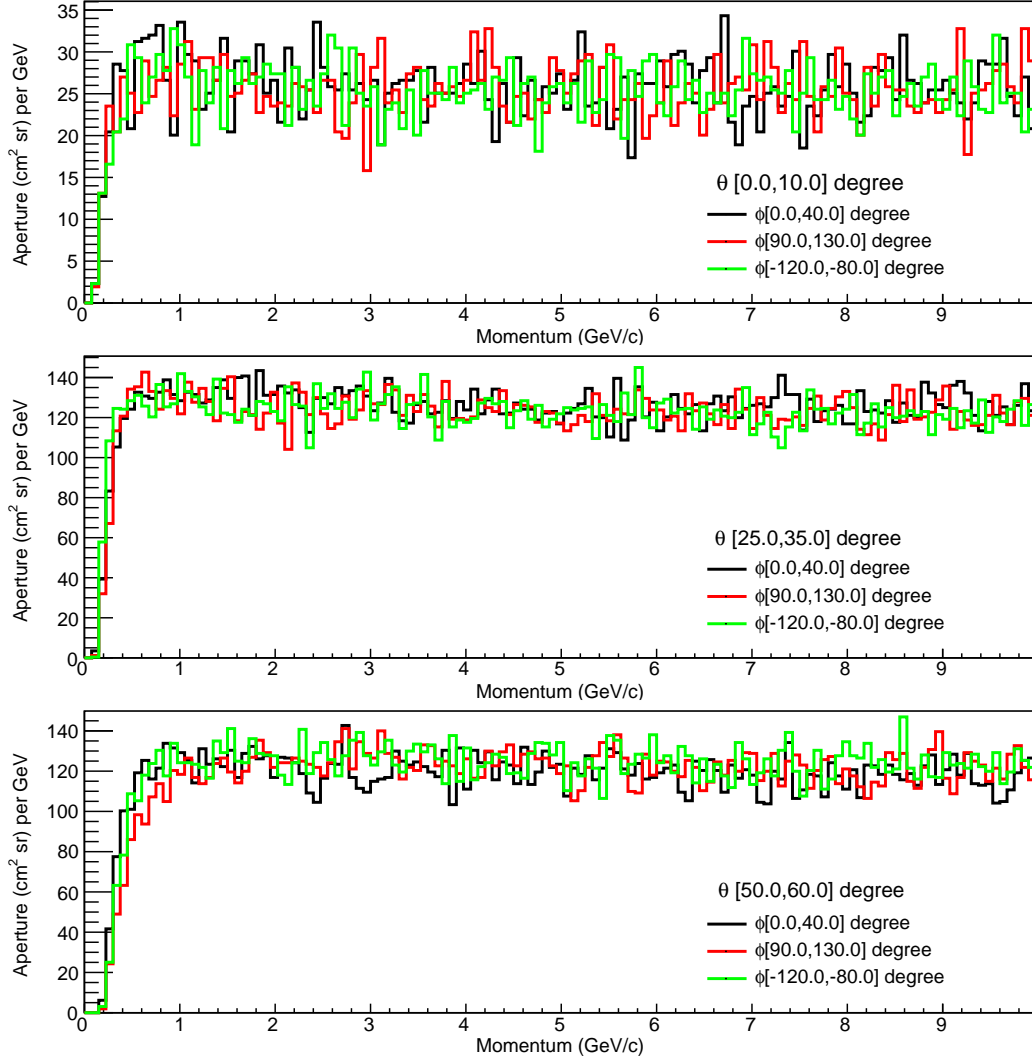 Aperture (cm² sr) per GeV
35
30
25
20
15
10
5
0
θ [0.0,10.0] degree
ϕ[0.0,40.0] degree
ϕ[90.0,130.0] degree
ϕ[-120.0,-80.0] degree
0 1 2 3 4 5 6 7 8 9
Momentum (GeV/c)
Aperture (cm² sr) per GeV
140
120
100
80
60
40
20
0
θ [25.0,35.0] degree
ϕ[0.0,40.0] degree
ϕ[90.0,130.0] degree
ϕ[-120.0,-80.0] degree
0 1 2 3 4 5 6 7 8 9
Momentum (GeV/c)
Aperture (cm² sr) per GeV
140
120
100
80
60
40
20
0
θ [50.0,60.0] degree
ϕ[0.0,40.0] degree
ϕ[90.0,130.0] degree
ϕ[-120.0,-80.0] degree
0 1 2 3 4 5 6 7 8 9
Momentum (GeV/c)